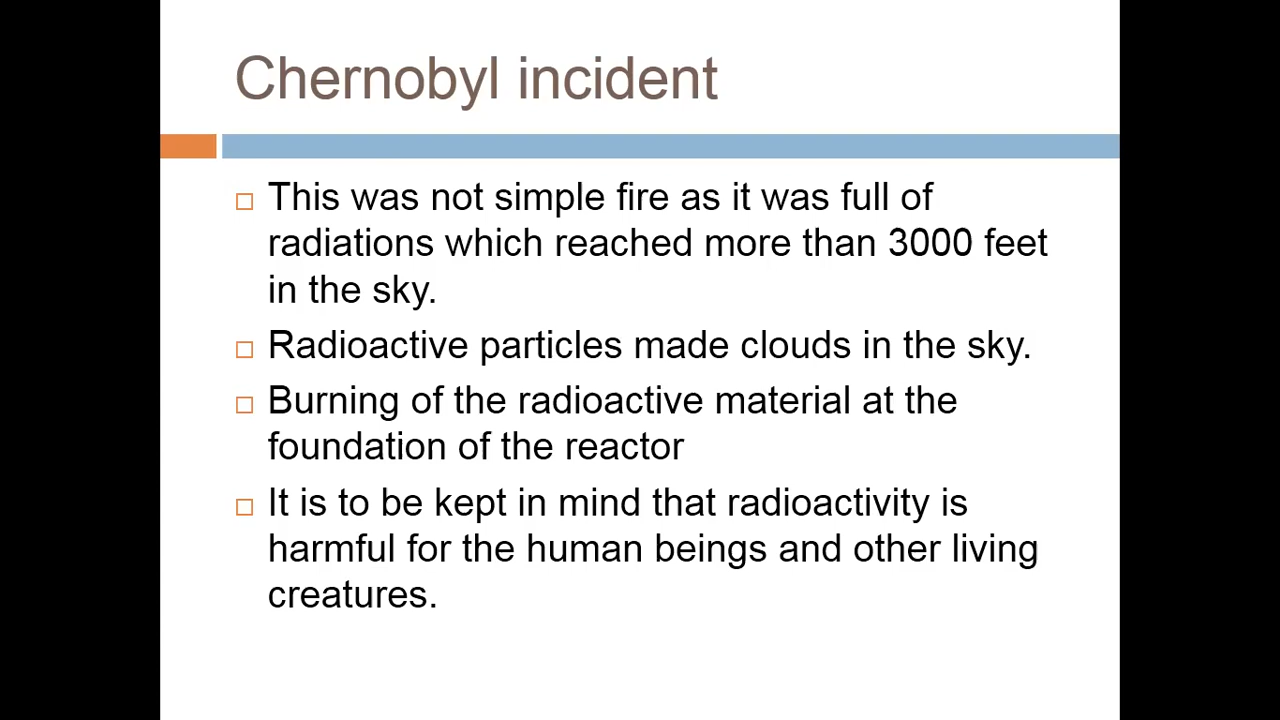 Chernobyl incident
This was not simple fire as it was full of
radiations which reached more than 3000 feet
in the sky.
Radioactive particles made clouds in the sky.
Burning of the radioactive material at the
foundation of the reactor
It is to be kept in mind that radioactivity is
harmful for the human beings and other living
creatures.